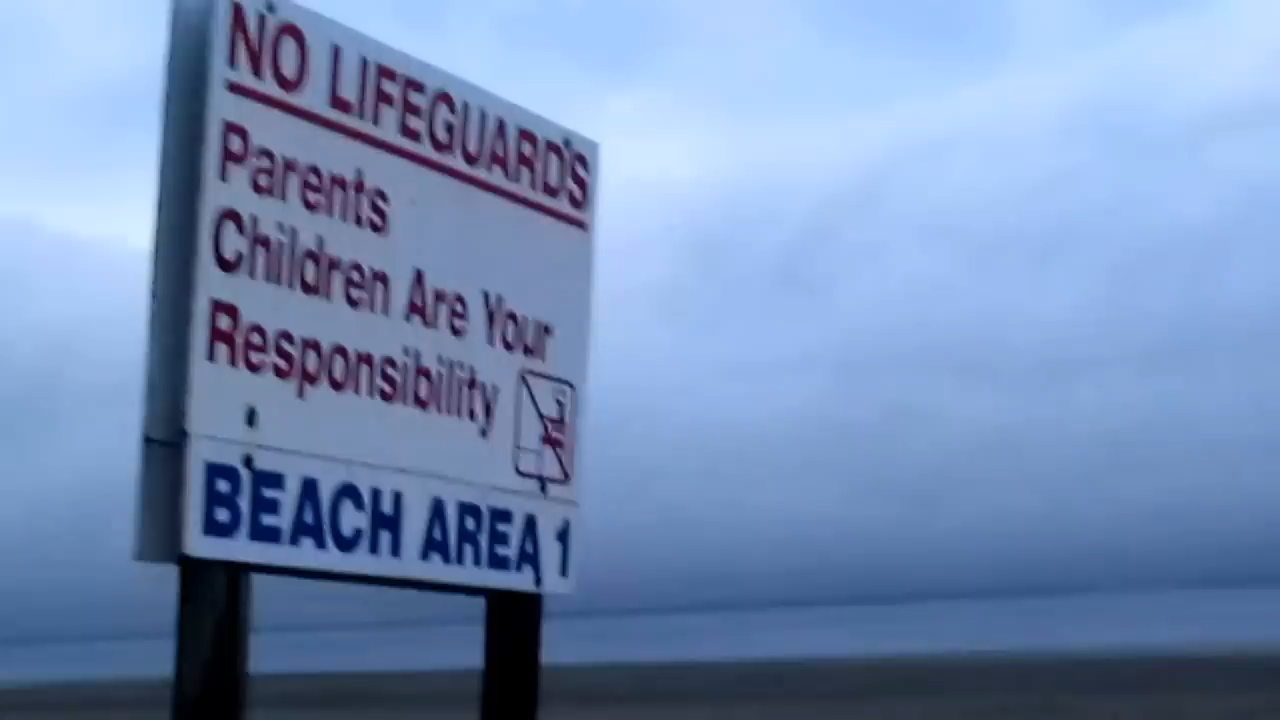 NO LIFEGUARDS
Parents
Children Are Your
Responsibility
BEACH AREA 1